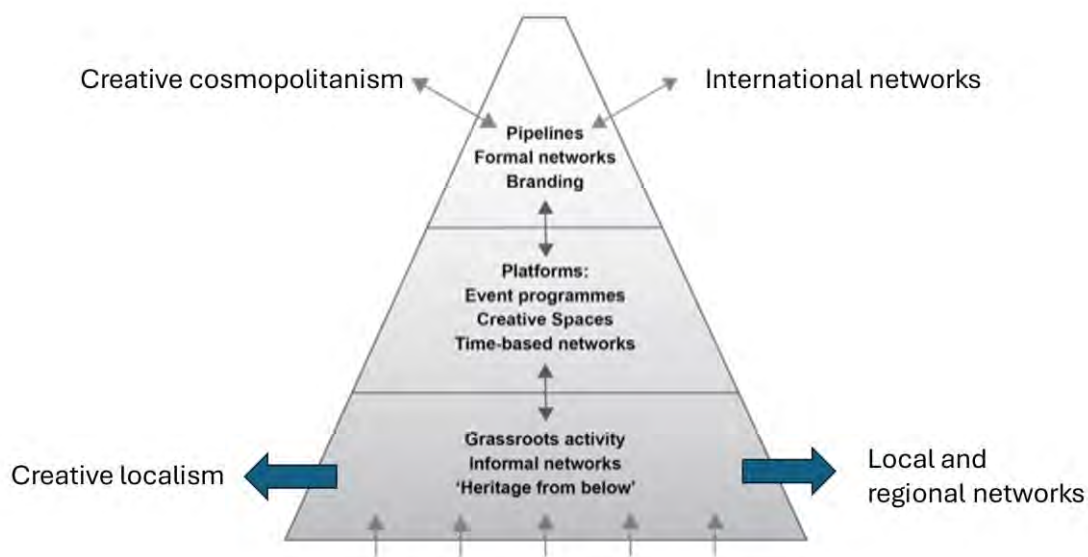 Creative cosmopolitanism
International networks
Pipelines
Formal networks
Branding
Platforms:
Event programmes
Creative Spaces
Time-based networks
Grassroots activity
Informal networks
‘Heritage from below’
Creative localism
Local and
regional networks